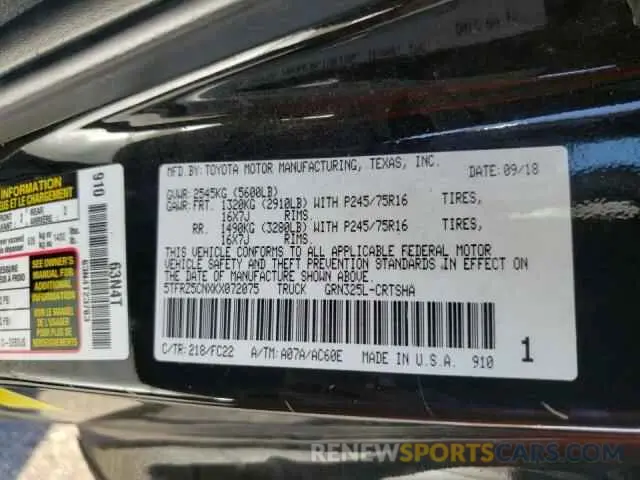 MFD.BY: TOYOTA MOTOR MANUFACTURING, TEXAS, INC. DATE: 09/18
GVWR: 2545KG (5600LB)
GAWR: FRT. 1320KG (2910LB) WITH P245/75R16 TIRES,
16X7J RIMS.
RR. 1490KG (3280LB) WITH P245/75R16 TIRES,
16X7J RIMS.
THIS VEHICLE CONFORMS TO ALL APPLICABLE FEDERAL MOTOR
VEHICLE SAFETY AND THEFT PREVENTION STANDARDS IN EFFECT ON
THE DATE OF MANUFACTURE SHOWN ABOVE.
5TFRZ5CNXKX072075 TRUCK GRN325L-CRTSHA
C/TR: 218/FC22 A/TM: A07A/AC60E MADE IN U.S.A. 910
1
INFORMATION
ET LE CHARGEMENT
910
63N4T
SEE OWNER'S
MANUAL FOR
ADDITIONAL
INFORMATION
VOIR LE MANUEL
DE
RENEWSPORTSCARS.COM